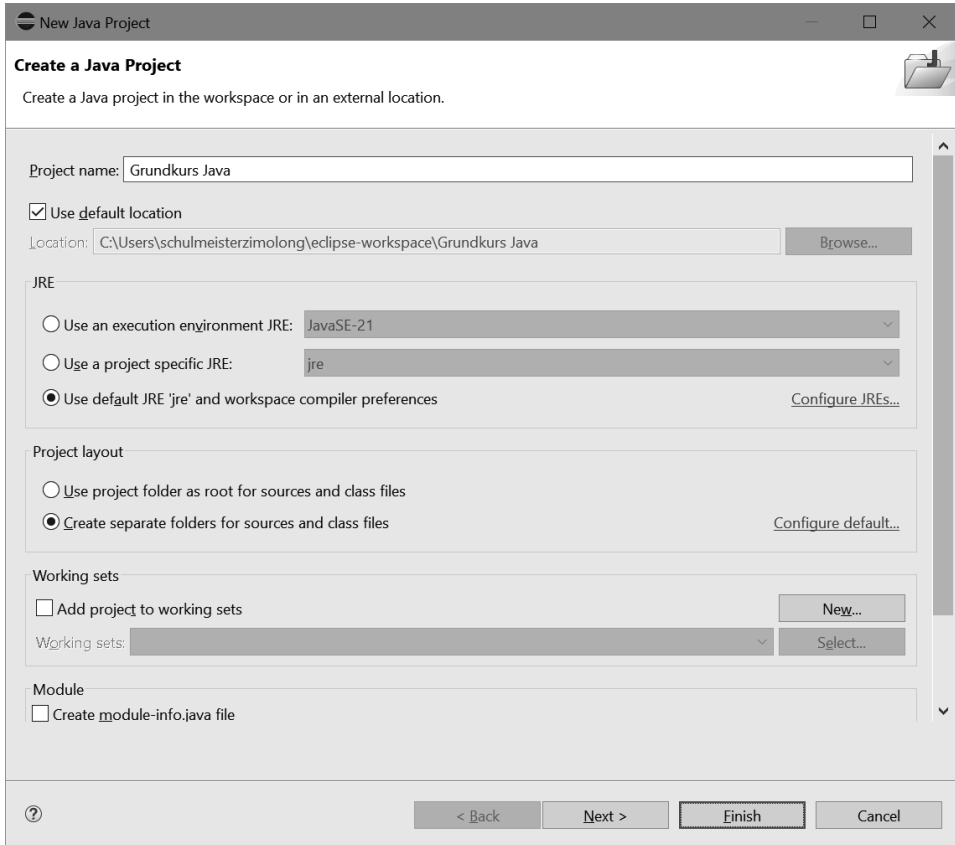 New Java Project
Create a Java Project
Create a Java project in the workspace or in an external location.
Project name: Grundkurs Java
Use default location
Location: C:\Users\schulmeisterzimolong\eclipse-workspace\Grundkurs Java Browse...
JRE
Use an execution environment JRE: JavaSE-21
Use a project specific JRE: jre
Use default JRE 'jre' and workspace compiler preferences Configure JREs...
Project layout
Use project folder as root for sources and class files
Create separate folders for sources and class files Configure default...
Working sets
Add project to working sets New...
Working sets: Select...
Module
Create module-info.java file
? < Back Next > Finish Cancel